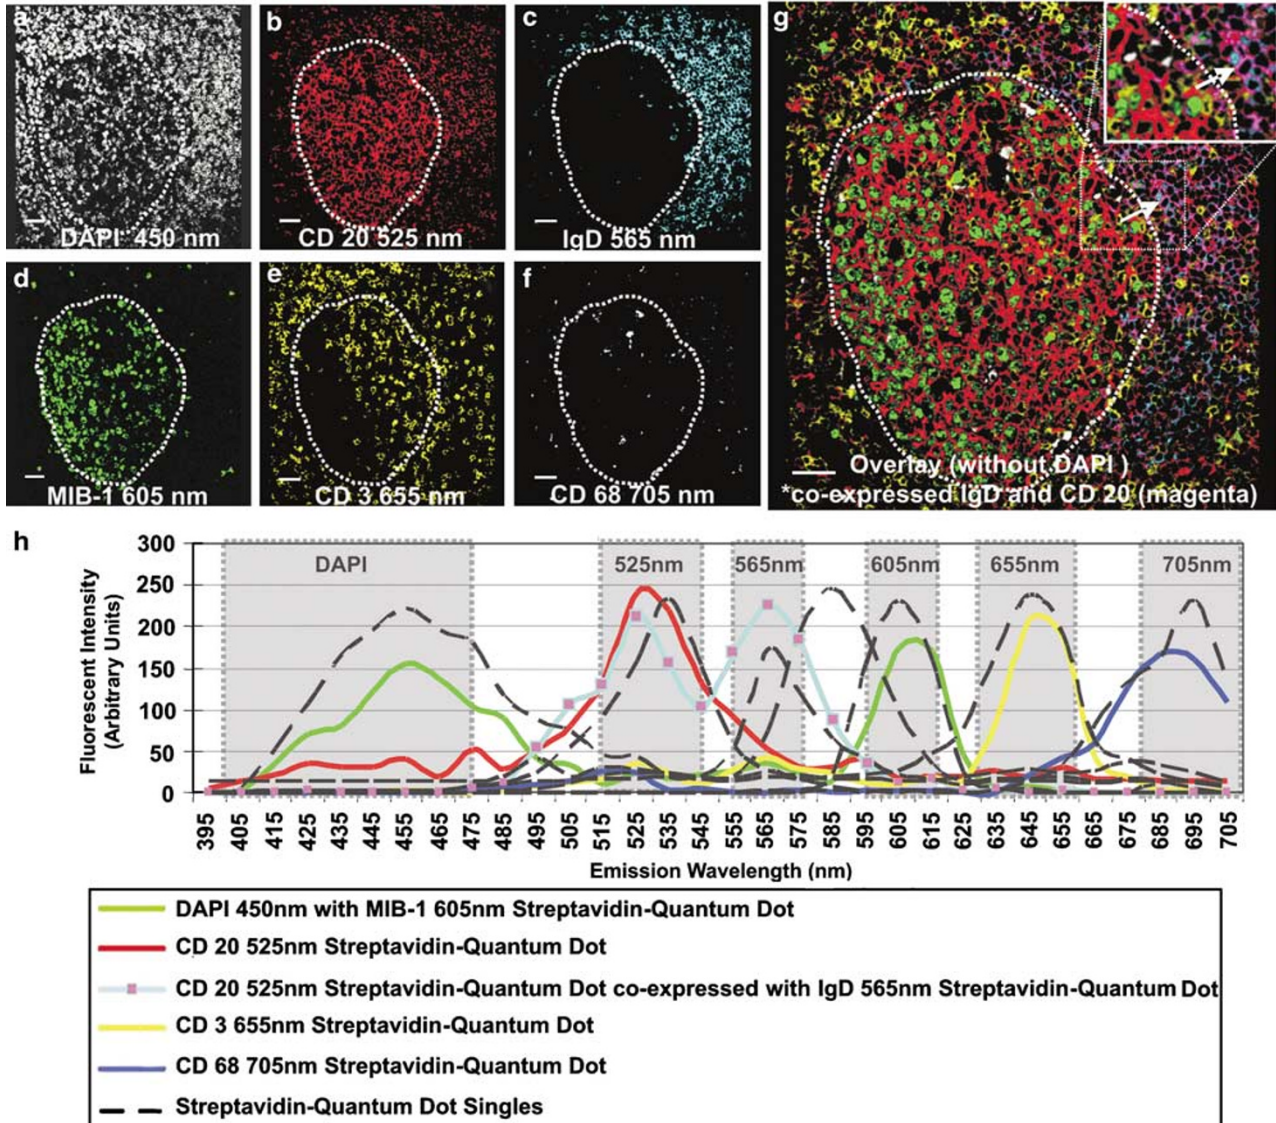 a
DAPI 450 nm
b
CD 20 525 nm
c
IgD 565 nm
d
MIB-1 605 nm
e
CD 3 655 nm
f
CD 68 705 nm
g
Overlay (without DAPI )
*co-expressed IgD and CD 20 (magenta)
h
Fluorescent Intensity
(Arbitrary Units)
300
250
200
150
100
50
0
DAPI
525nm
565nm
605nm
655nm
705nm
395 405 415 425 435 445 455 465 475 485 495 505 515 525 535 545 555 565 575 585 595 605 615 625 635 645 655 665 675 685 695 705
Emission Wavelength (nm)
DAPI 450nm with MIB-1 605nm Streptavidin-Quantum Dot
CD 20 525nm Streptavidin-Quantum Dot
CD 20 525nm Streptavidin-Quantum Dot co-expressed with IgD 565nm Streptavidin-Quantum Dot
CD 3 655nm Streptavidin-Quantum Dot
CD 68 705nm Streptavidin-Quantum Dot
Streptavidin-Quantum Dot Singles